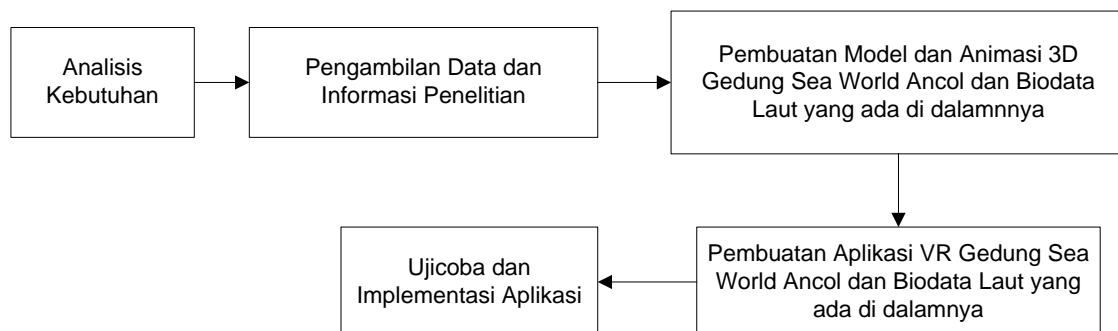 Analisis
Kebutuhan
Pengambilan Data dan
Informasi Penelitian
Pembuatan Model dan Animasi 3D
Gedung Sea World Ancol dan Biodata
Laut yang ada di dalamnnya
Pembuatan Aplikasi VR Gedung Sea
World Ancol dan Biodata Laut yang
ada di dalamnya
Ujicoba dan
Implementasi Aplikasi